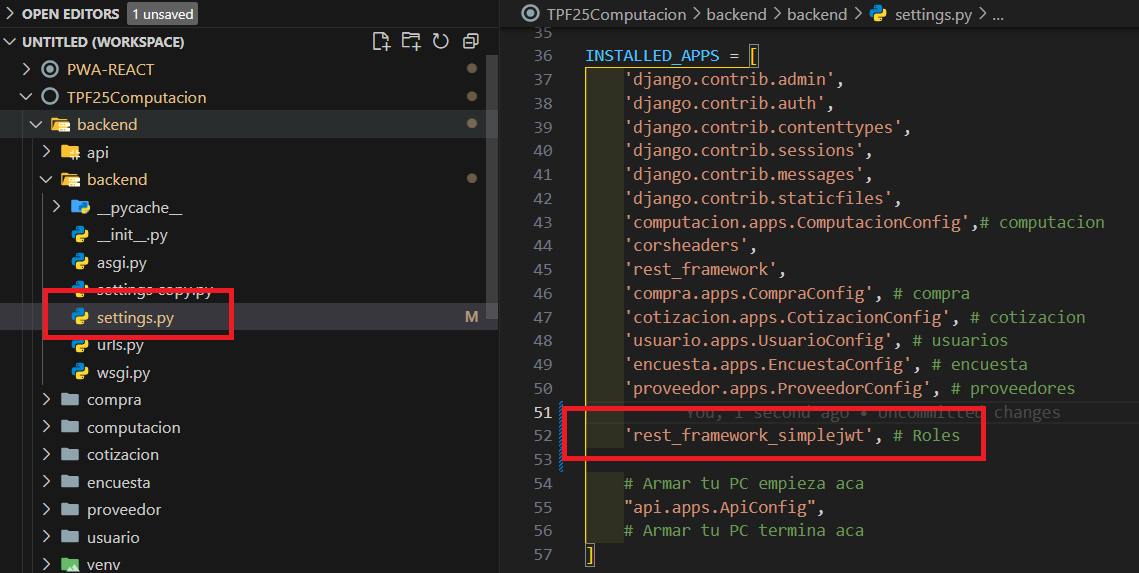 OPEN EDITORS 1 unsaved
UNTITLED (WORKSPACE)
PWA-REACT
TPF25Computacion
backend
api
backend
__pycache__
__init__.py
asgi.py
settings copy.py
settings.py M
urls.py
wsgi.py
compra
computacion
cotizacion
encuesta
proveedor
usuario
venv
TPF25Computacion > backend > backend > settings.py > ...
35
36 INSTALLED_APPS = [
37 'django.contrib.admin',
38 'django.contrib.auth',
39 'django.contrib.contenttypes',
40 'django.contrib.sessions',
41 'django.contrib.messages',
42 'django.contrib.staticfiles',
43 'computacion.apps.ComputacionConfig',# computacion
44 'corsheaders',
45 'rest_framework',
46 'compra.apps.CompraConfig', # compra
47 'cotizacion.apps.CotizacionConfig', # cotizacion
48 'usuario.apps.UsuarioConfig', # usuarios
49 'encuesta.apps.EncuestaConfig', # encuesta
50 'proveedor.apps.ProveedorConfig', # proveedores
51 You, 1 second ago • Uncommitted changes
52 'rest_framework_simplejwt', # Roles
53
54 # Armar tu PC empieza aca
55 "api.apps.ApiConfig",
56 # Armar tu PC termina aca
57 ]